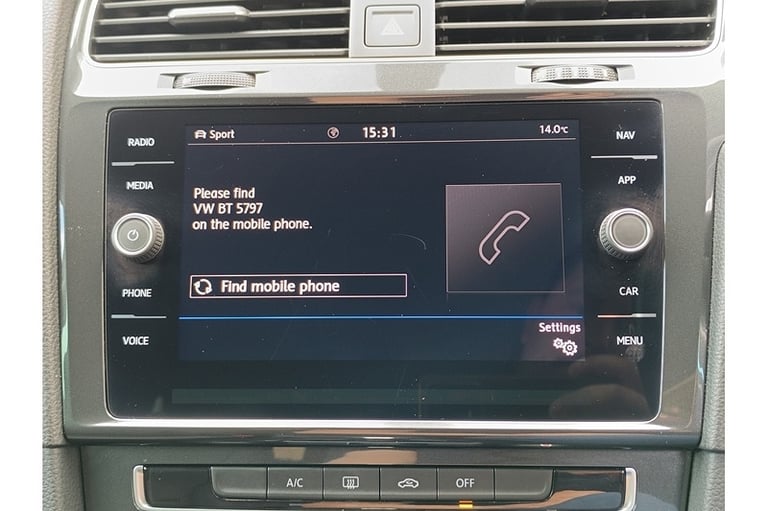 RADIO
MEDIA
PHONE
VOICE
Sport
15:31
14.0°C
Please find
VW BT 5797
on the mobile phone.
Find mobile phone
Settings
NAV
APP
CAR
MENU
A/C
OFF